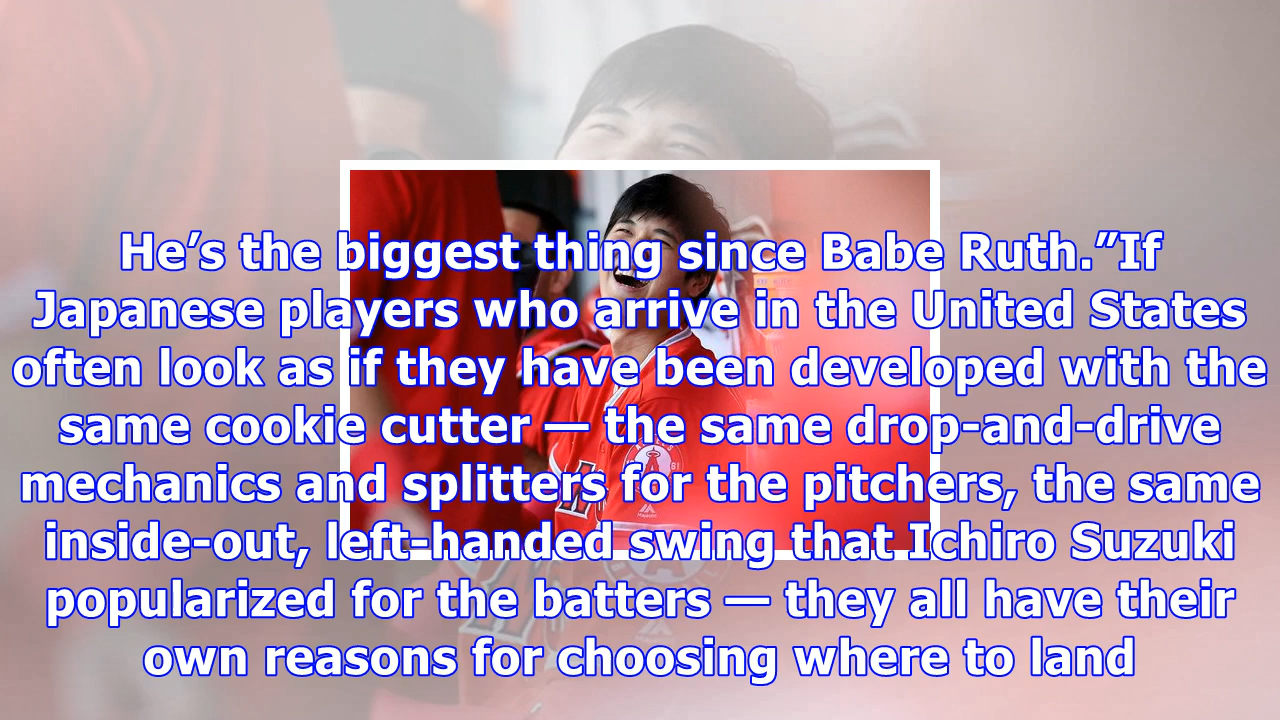 He’s the biggest thing since Babe Ruth.”If
Japanese players who arrive in the United States
often look as if they have been developed with the
same cookie cutter — the same drop-and-drive
mechanics and splitters for the pitchers, the same
inside-out, left-handed swing that Ichiro Suzuki
popularized for the batters — they all have their
own reasons for choosing where to land